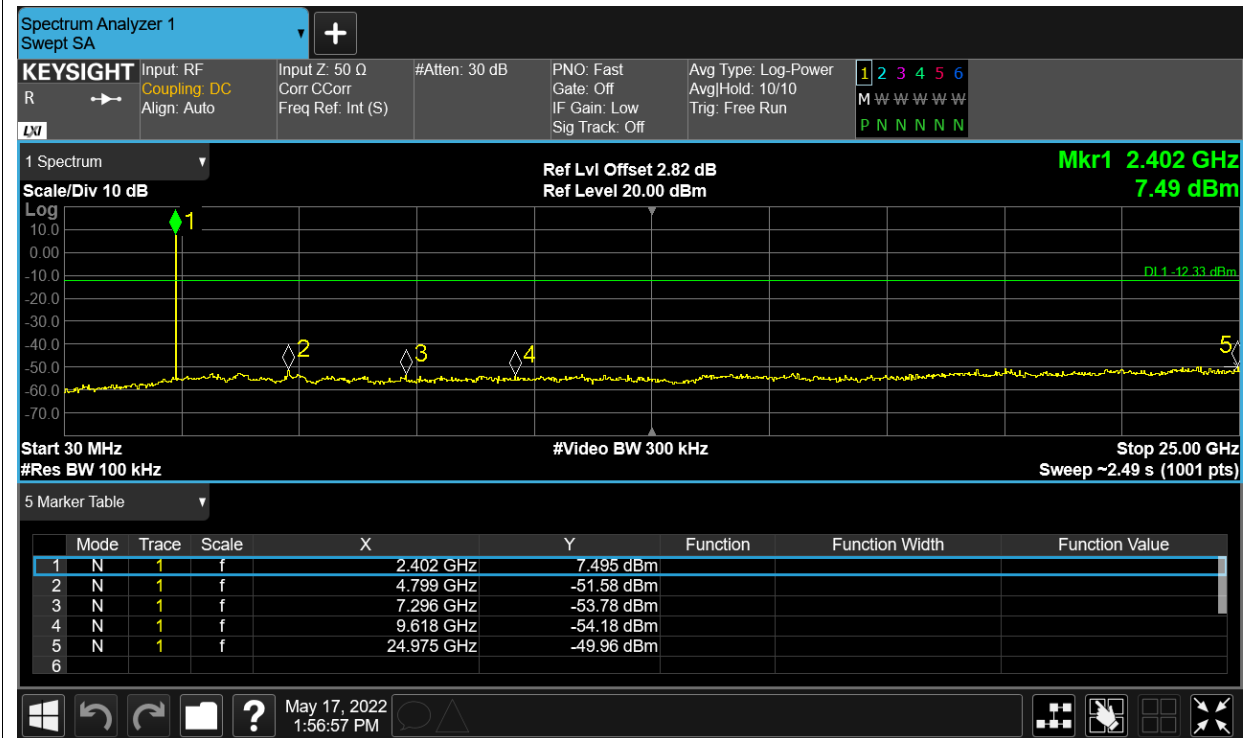 Spectrum Analyzer 1
Swept SA
KEYSIGHT
R
LXI
Input: RF
Coupling: DC
Align: Auto
Input Z: 50 Ω
Corr CCorr
Freq Ref: Int (S)
#Atten: 30 dB
PNO: Fast
Gate: Off
IF Gain: Low
Sig Track: Off
Avg Type: Log-Power
Avg|Hold: 10/10
Trig: Free Run
1 2 3 4 5 6
M W W W W W
P N N N N N
1 Spectrum
Scale/Div 10 dB
Ref Lvl Offset 2.82 dB
Ref Level 20.00 dBm
Mkr1 2.402 GHz
7.49 dBm
Log
10.0
0.00
-10.0
-20.0
-30.0
-40.0
-50.0
-60.0
-70.0
1
2
3
4
5
DL1 -12.33 dBm
Start 30 MHz
#Res BW 100 kHz
#Video BW 300 kHz
Stop 25.00 GHz
Sweep ~2.49 s (1001 pts)
5 Marker Table
Mode Trace Scale X Y Function Function Width Function Value
1 N 1 f 2.402 GHz 7.495 dBm
2 N 1 f 4.799 GHz -51.58 dBm
3 N 1 f 7.296 GHz -53.78 dBm
4 N 1 f 9.618 GHz -54.18 dBm
5 N 1 f 24.975 GHz -49.96 dBm
6
?
May 17, 2022
1:56:57 PM